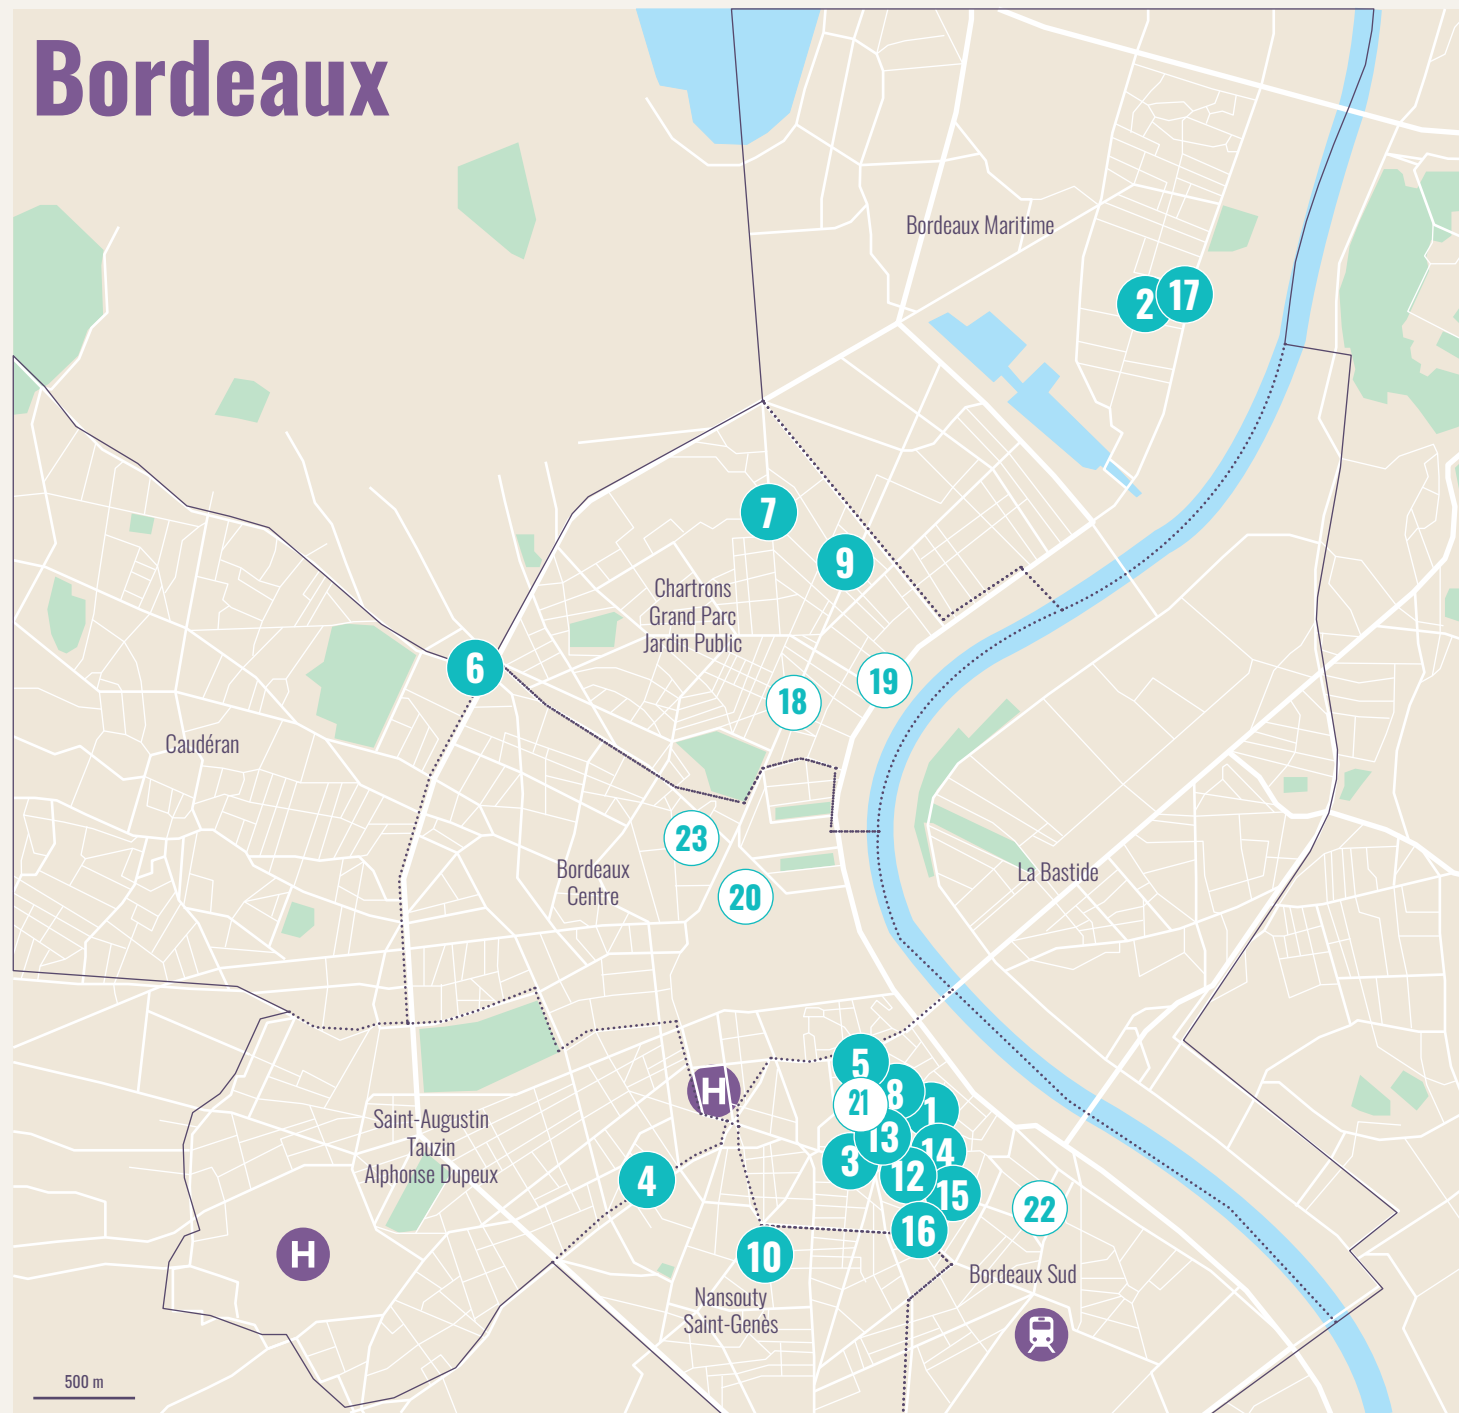 Bordeaux
Bordeaux Maritime
2
17
7
9
Chartrons
Grand Parc
Jardin Public
6
19
18
Caudéran
23
Bordeaux
Centre
20
La Bastide
5
H
8
21
1
Saint-Augustin
Tauzin
Alphonse Dupeux
13
14
3
12
4
15
22
16
H
10
Bordeaux Sud
Nansouty
Saint-Genès
500 m